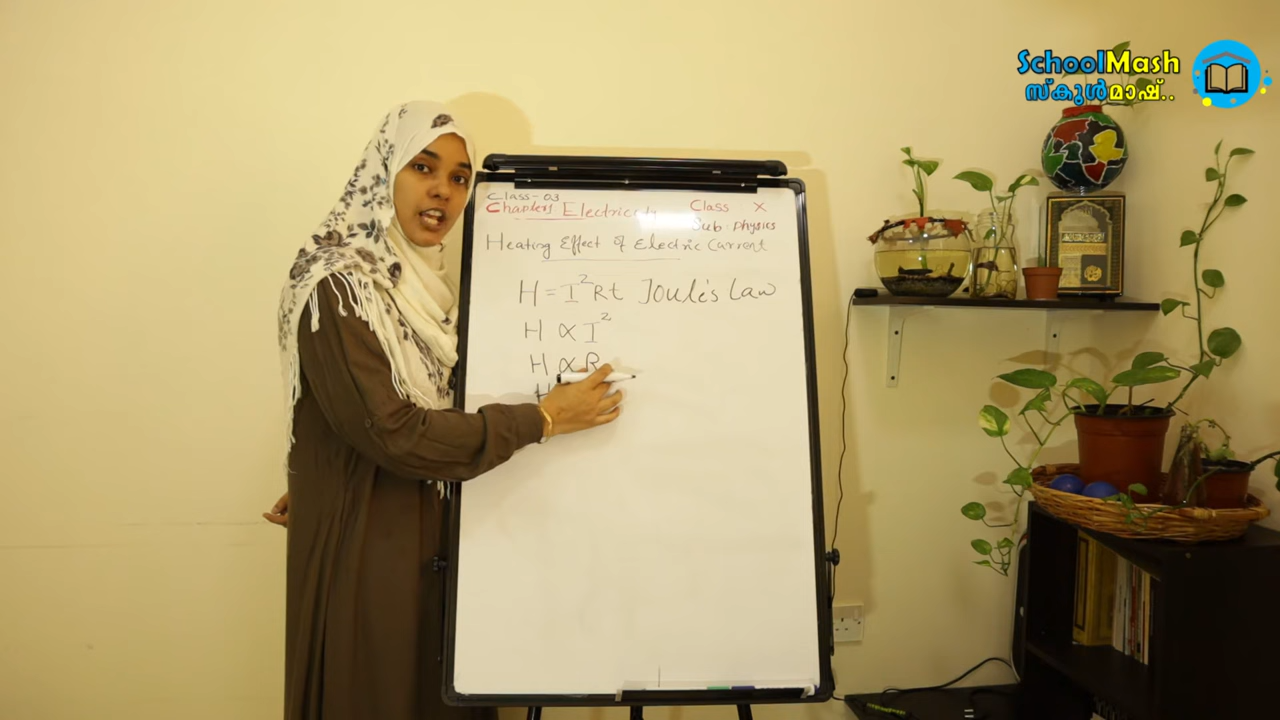 SchoolMash
സ്കൂൾമാഷ്..
Class-03
Chapter: Electricity Class X
Sub: physics
Heating Effect of Electric Current
H = I²Rt Joule's Law
H ∝ I²
H ∝ R
H